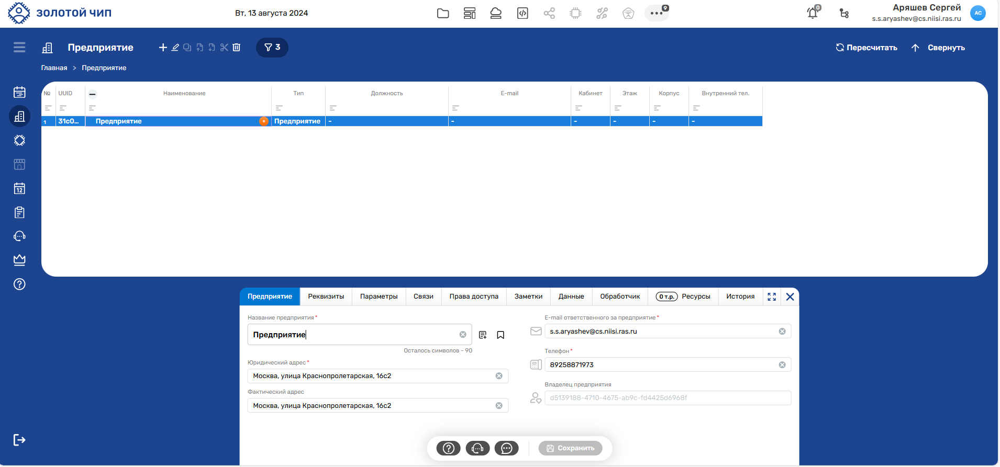 ЗОЛОТОЙ ЧИП
Вт, 13 августа 2024
9
0
Аряшев Сергей
s.s.aryashev@cs.niisi.ras.ru
АС
Предприятие
3
Пересчитать
Свернуть
Главная > Предприятие
№ UUID Наименование Тип Должность E-mail Кабинет Этаж Корпус Внутренний тел.
1 31c0... Предприятие П Предприятие - - - - - -
12
Предприятие Реквизиты Параметры Связи Права доступа Заметки Данные Обработчик 0 т.р. Ресурсы История
Название предприятия *
Предприятие
Осталось символов - 90
Юридический адрес *
Москва, улица Краснопролетарская, 16с2
Фактический адрес
Москва, улица Краснопролетарская, 16с2
E-mail ответственного за предприятие *
s.s.aryashev@cs.niisi.ras.ru
Телефон *
89258871973
Владелец предприятия
d5139188-4710-4675-ab9c-fd4425d6968f
Сохранить